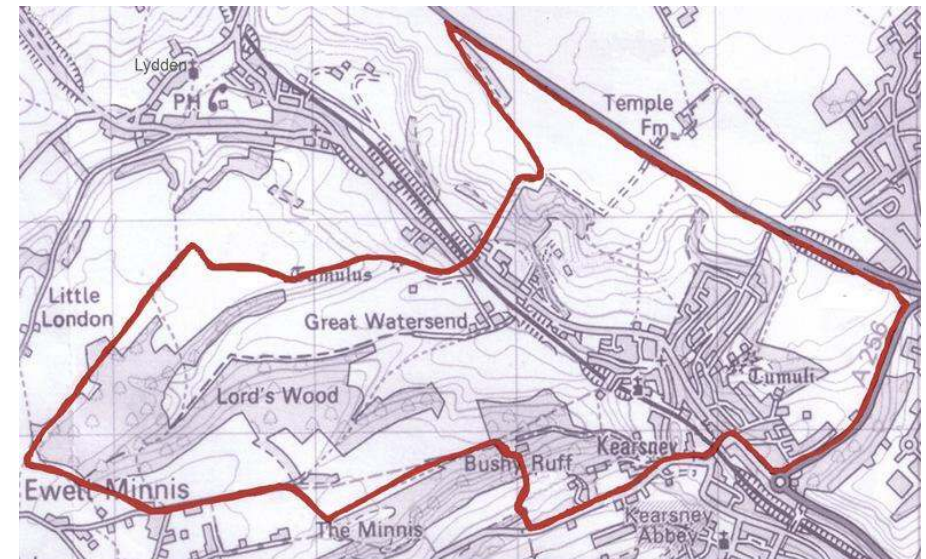 Lydden
PH
Temple
Fm
Tumulus
Little
London
Great Watersend
A 256
Tumuli
Lord's Wood
Kearsney
Bushy Ruff
Ewell Minnis
The Minnis
Kearsney
Abbey